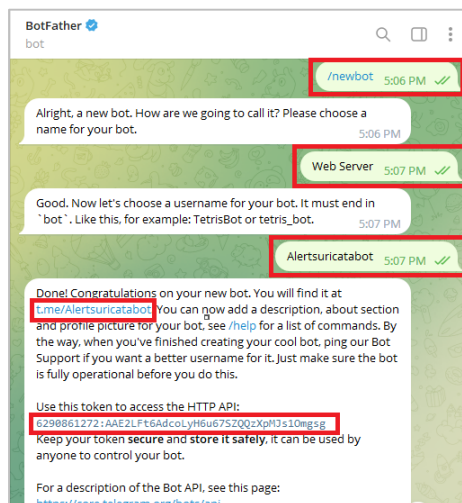 BotFather
bot
/newbot 5:06 PM
Alright, a new bot. How are we going to call it? Please choose a
name for your bot.
5:06 PM
Web Server 5:07 PM
Good. Now let's choose a username for your bot. It must end in
`bot`. Like this, for example: TetrisBot or tetris_bot.
5:07 PM
Alertsuricatabot 5:07 PM
Done! Congratulations on your new bot. You will find it at
t.me/Alertsuricatabot. You can now add a description, about section
and profile picture for your bot, see /help for a list of commands. By
the way, when you've finished creating your cool bot, ping our Bot
Support if you want a better username for it. Just make sure the bot
is fully operational before you do this.
Use this token to access the HTTP API:
6290861272:AAE2LFt6AdcoLyH6u67SZQQzXpMJs1Omgsg
Keep your token secure and store it safely, it can be used by
anyone to control your bot.
For a description of the Bot API, see this page:
https://core.telegram.org/bots/api